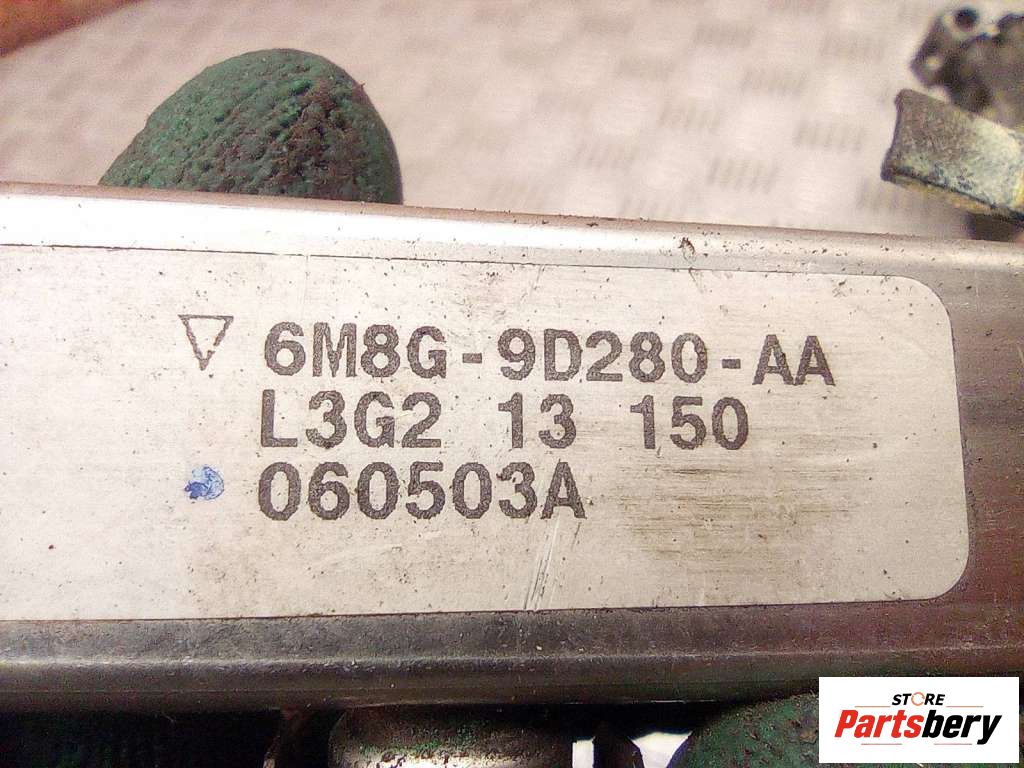 6M8G-9D280-AA
L3G2 13 150
060503A
STORE
Partsbery